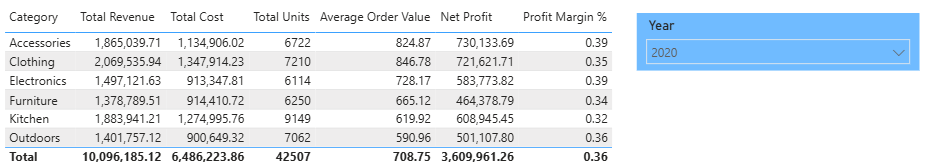 Category Total Revenue Total Cost Total Units Average Order Value Net Profit Profit Margin %
Accessories 1,865,039.71 1,134,906.02 6722 824.87 730,133.69 0.39
Clothing 2,069,535.94 1,347,914.23 7210 846.78 721,621.71 0.35
Electronics 1,497,121.63 913,347.81 6114 728.17 583,773.82 0.39
Furniture 1,378,789.51 914,410.72 6250 665.12 464,378.79 0.34
Kitchen 1,883,941.21 1,274,995.76 9149 619.92 608,945.45 0.32
Outdoors 1,401,757.12 900,649.32 7062 590.96 501,107.80 0.36
Total 10,096,185.12 6,486,223.86 42507 708.75 3,609,961.26 0.36
Year
2020